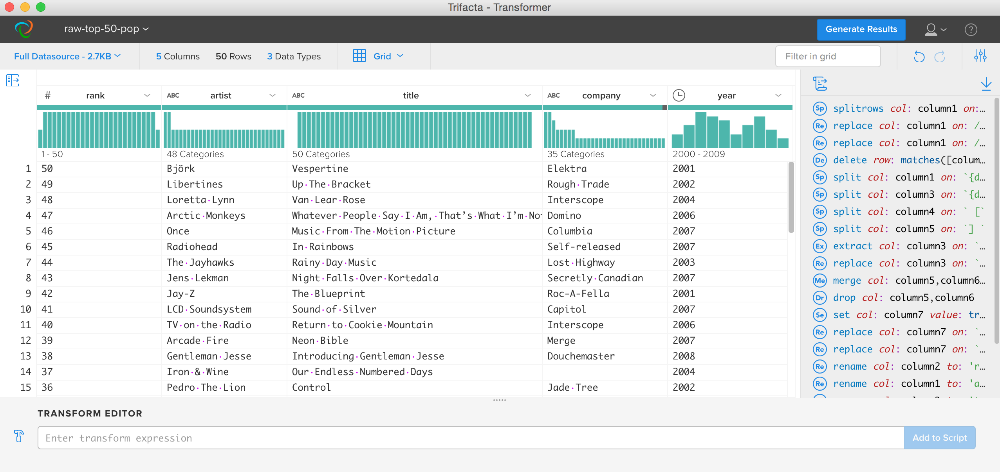 Trifacta - Transformer
raw-top-50-pop
Generate Results
?
Full Datasource - 2.7KB
5 Columns 50 Rows 3 Data Types
Grid
Filter in grid
# rank ABC artist ABC title ABC company year
1 - 50 48 Categories 50 Categories 35 Categories 2000 - 2009
1 50 Björk Vespertine Elektra 2001
2 49 Libertines Up·The·Bracket Rough·Trade 2002
3 48 Loretta·Lynn Van·Lear·Rose Interscope 2004
4 47 Arctic·Monkeys Whatever·People·Say·I·Am,·That’s·What·I’m·No Domino 2006
5 46 Once Music·From·The·Motion·Picture Columbia 2007
6 45 Radiohead In·Rainbows Self-released 2007
7 44 The·Jayhawks Rainy·Day·Music Lost·Highway 2003
8 43 Jens·Lekman Night·Falls·Over·Kortedala Secretly·Canadian 2007
9 42 Jay-Z The·Blueprint Roc-A-Fella 2001
10 41 LCD·Soundsystem Sound·of·Silver Capitol 2007
11 40 TV·on·the·Radio Return·to·Cookie·Mountain Interscope 2006
12 39 Arcade·Fire Neon·Bible Merge 2007
13 38 Gentleman·Jesse Introducing·Gentleman·Jesse Douchemaster 2008
14 37 Iron·&·Wine Our·Endless·Numbered·Days 2004
15 36 Pedro·The·Lion Control Jade·Tree 2002
Sp splitrows col: column1 on:…
Re replace col: column1 on: /…
Re replace col: column1 on: /…
De delete row: matches([colum…
Sp split col: column1 on: `{d…
Sp split col: column3 on: `{d…
Sp split col: column4 on: ` [`
Sp split col: column5 on: `] `
Ex extract col: column3 on: `…
Re replace col: column3 on: `…
Me merge col: column5,column6…
Dr drop col: column5,column6
Se set col: column7 value: tr…
Re replace col: column7 on: `…
Re replace col: column7 on: `…
Re rename col: column2 to: 'r…
Re rename col: column1 to: 'a…
TRANSFORM EDITOR
Enter transform expression
Add to Script